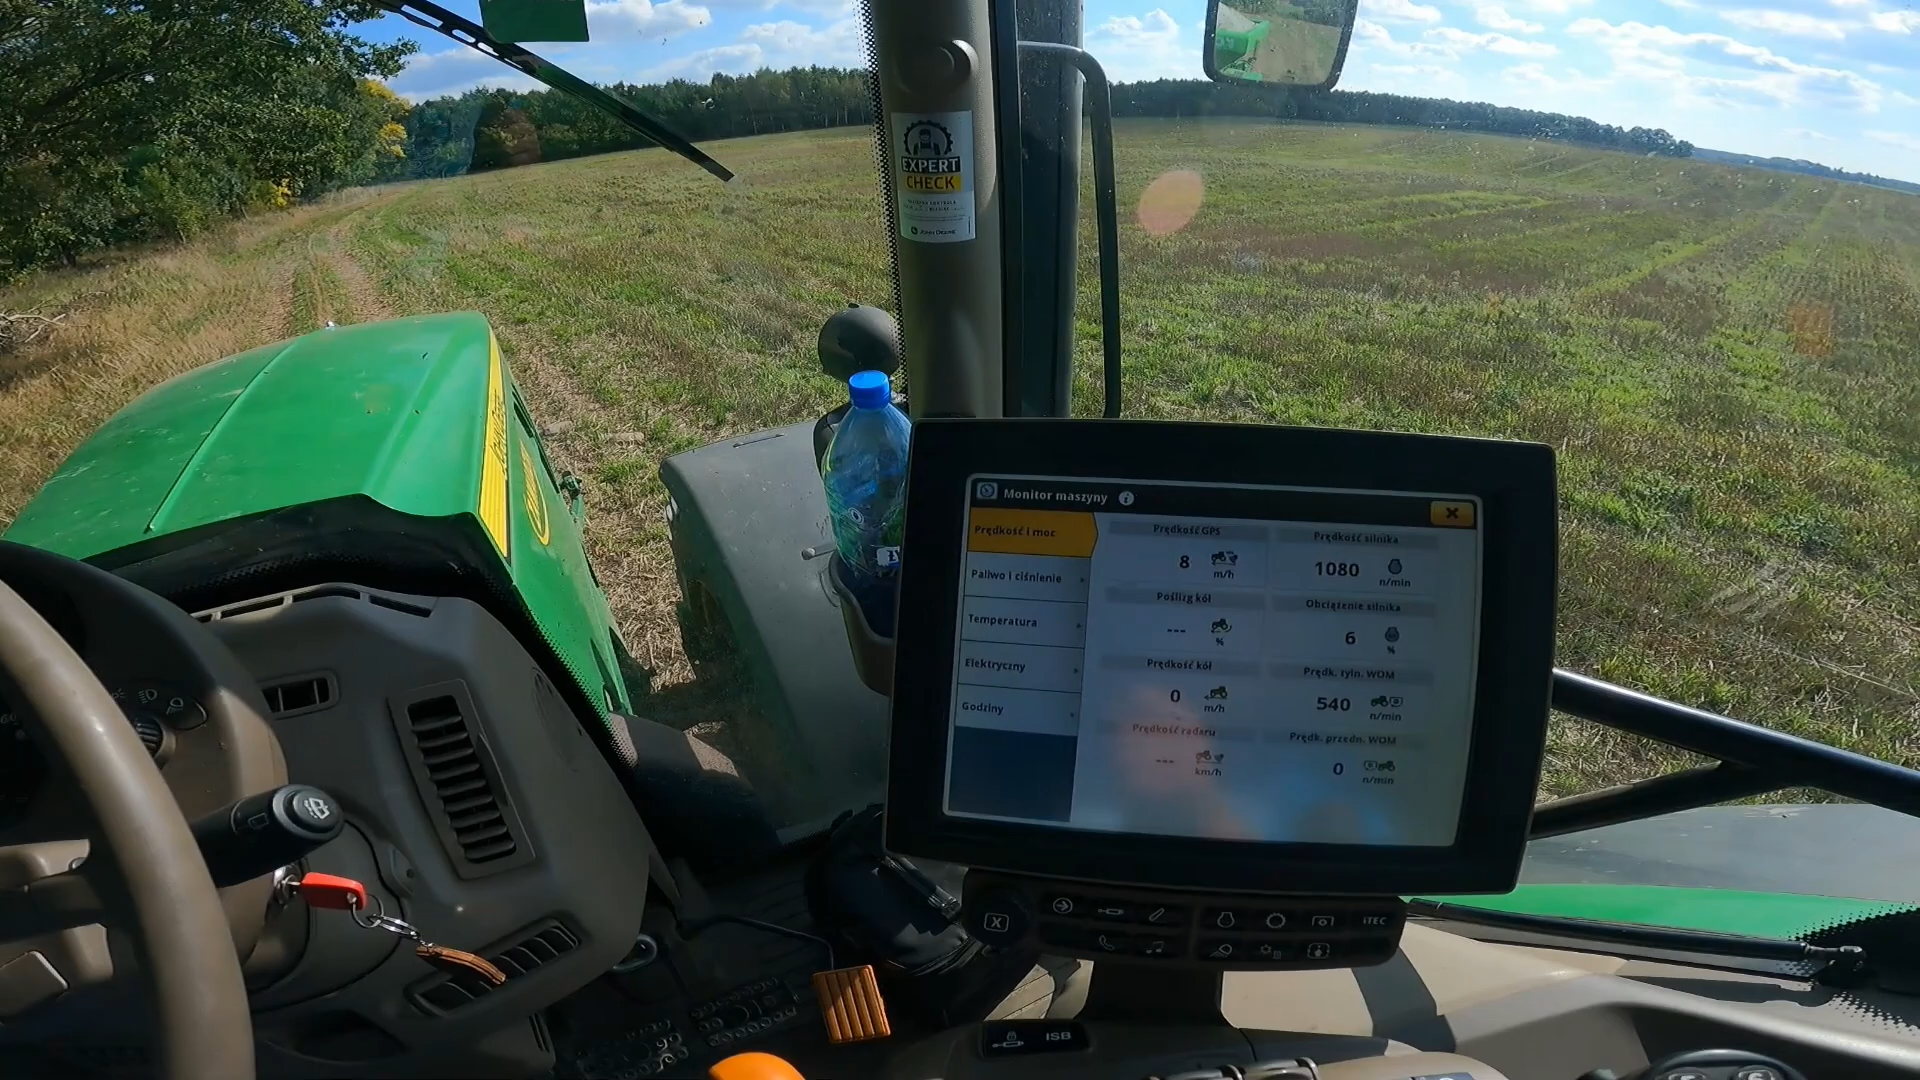 EXPERT
CHECK
JOHN DEERE
Monitor maszyny
Prędkość i moc
Paliwo i ciśnienie
Temperatura
Elektryczny
Godziny
Prędkość GPS
8
m/h
Poślizg kół
---
%
Prędkość kół
0
m/h
Prędkość radaru
---
km/h
Prędkość silnika
1080
n/min
Obciążenie silnika
6
%
Prędk. tyln. WOM
540
n/min
Prędk. przedn. WOM
0
n/min
iTEC
ISB